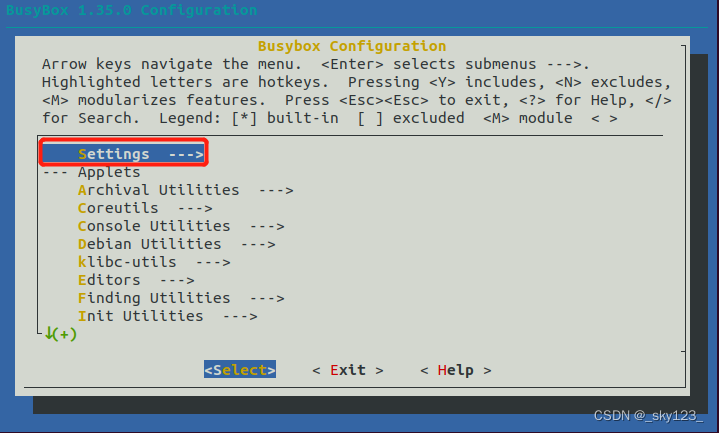 BusyBox 1.35.0 Configuration
Busybox Configuration
Arrow keys navigate the menu.  <Enter> selects submenus --->.
Highlighted letters are hotkeys.  Pressing <Y> includes, <N> excludes,
<M> modularizes features.  Press <Esc><Esc> to exit, <?> for Help, </>
for Search.  Legend: [*] built-in  [ ] excluded  <M> module  < >
Settings  --->
--- Applets
Archival Utilities  --->
Coreutils  --->
Console Utilities  --->
Debian Utilities  --->
klibc-utils  --->
Editors  --->
Finding Utilities  --->
Init Utilities  --->
↓(+)
<Select>    < Exit >    < Help >
CSDN @_sky123_